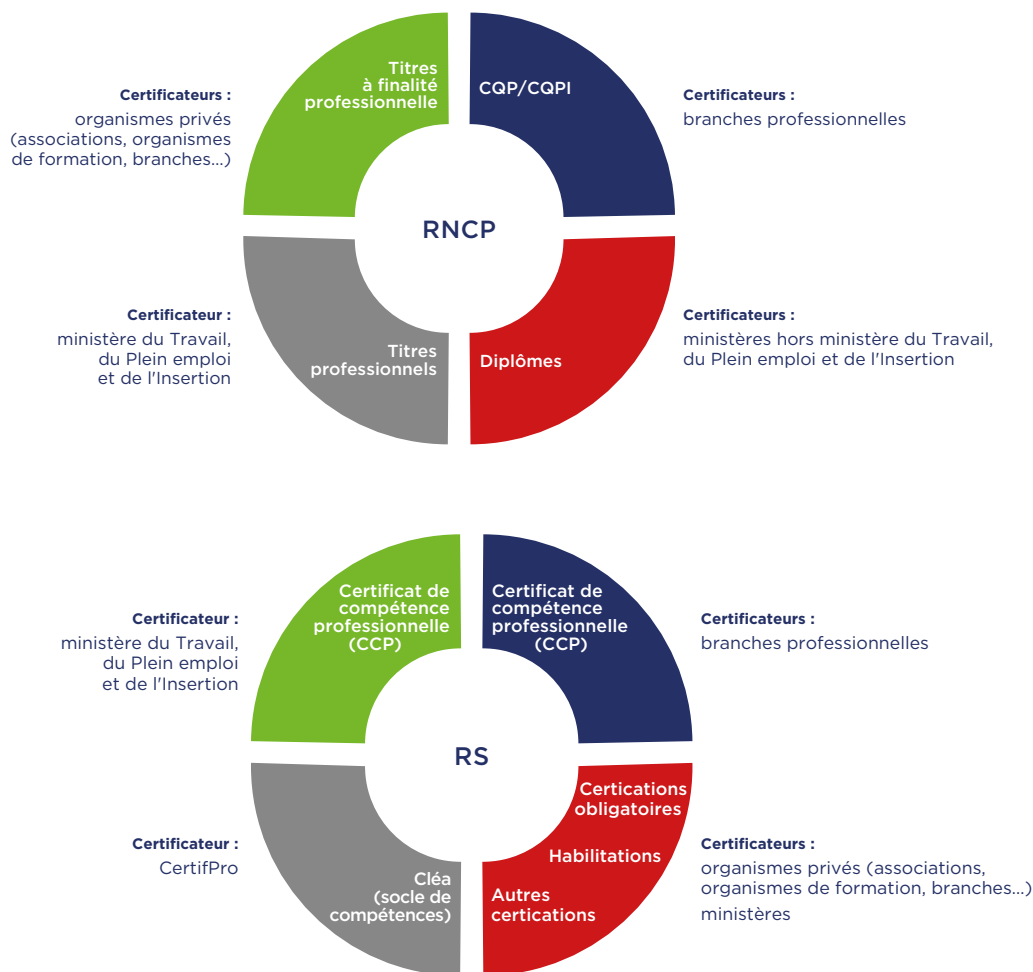 Titres
à finalité
professionnelle
CQP/CQPI
Certificateurs :
organismes privés
(associations, organismes
de formation, branches...)
Certificateurs :
branches professionnelles
RNCP
Certificateur :
ministère du Travail,
du Plein emploi
et de l'Insertion
Titres
professionnels
Diplômes
Certificateurs :
ministères hors ministère du Travail,
du Plein emploi et de l'Insertion
Certificat de
compétence
professionnelle
(CCP)
Certificat de
compétence
professionnelle
(CCP)
Certificateur :
ministère du Travail,
du Plein emploi
et de l'Insertion
Certificateurs :
branches professionnelles
RS
Certications
obligatoires
Habilitations
Autres
certications
Certificateur :
CertifPro
Cléa
(socle de
compétences)
Certificateurs :
organismes privés (associations,
organismes de formation, branches...)
ministères